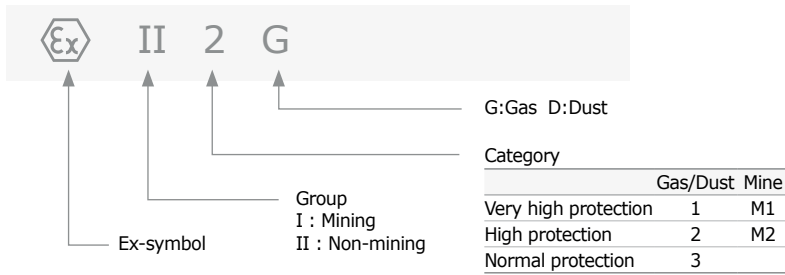 Ex II 2 G
G:Gas D:Dust
Category
Gas/Dust Mine
Very high protection 1 M1
High protection 2 M2
Normal protection 3
Group
I : Mining
II : Non-mining
Ex-symbol